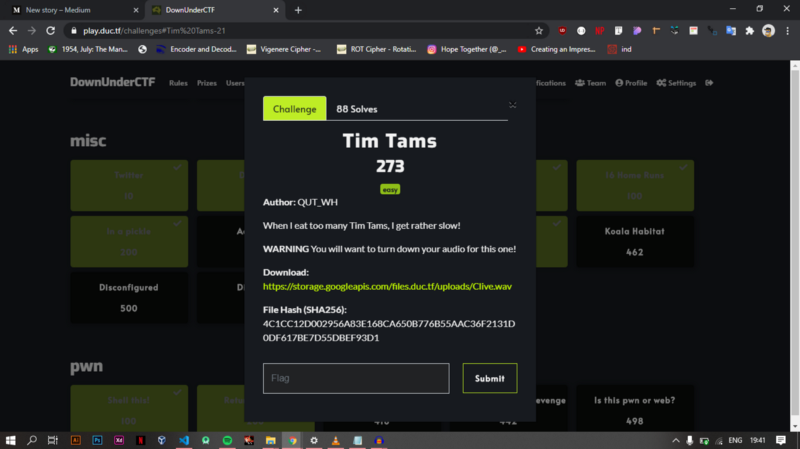 New story – Medium
DownUnderCTF
play.duc.tf/challenges#Tim%20Tams-21
Apps
1954, July: The Man...
Encoder and Decod...
Vigenere Cipher -...
ROT Cipher - Rotati...
Hope Together (@_...
Creating an Impres...
ind
DownUnderCTF
Rules
Prizes
Users
ifications
Team
Profile
Settings
Challenge
88 Solves
Tim Tams
273
easy
Author: QUT_WH
When I eat too many Tim Tams, I get rather slow!
WARNING You will want to turn down your audio for this one!
Download:
https://storage.googleapis.com/files.duc.tf/uploads/Clive.wav
File Hash (SHA256):
4C1CC12D002956A83E168CA650B776B55AAC36F2131D
0DF617BE7D55DBEF93D1
Flag
Submit
misc
Twitter
10
16 Home Runs
100
In a pickle
200
Koala Habitat
462
Disconfigured
500
pwn
Shell this!
100
Is this pwn or web?
498
442
ENG
19:41